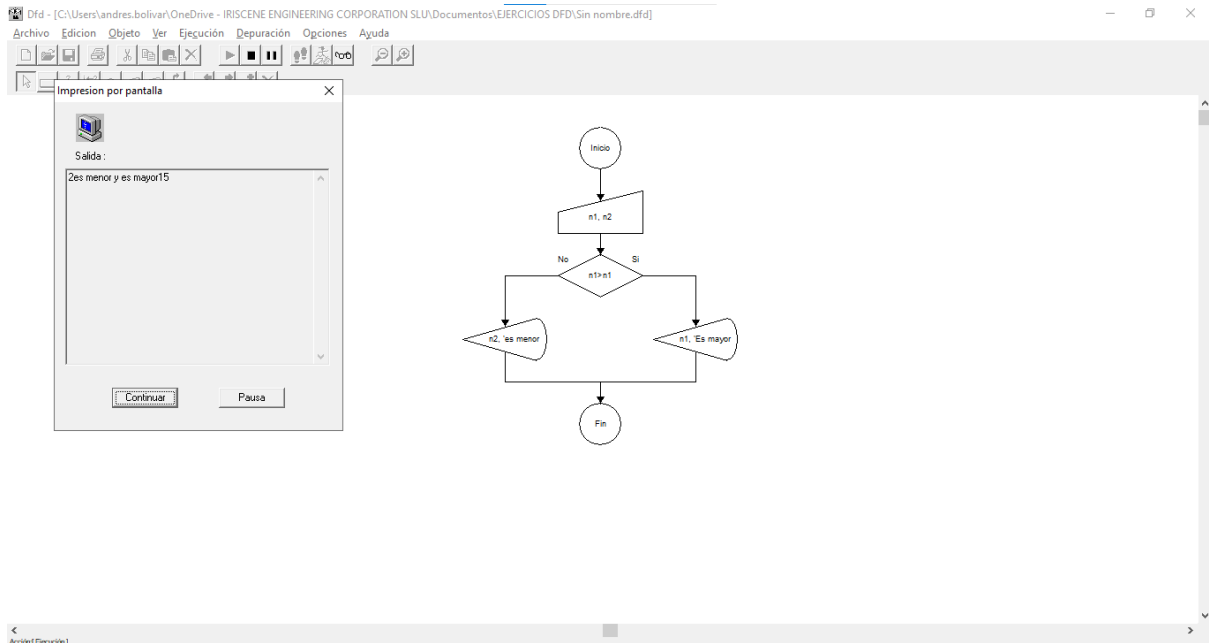 Dfd - [C:\Users\andres.bolivar\OneDrive - IRISCENE ENGINEERING CORPORATION SLU\Documentos\EJERCICIOS DFD\Sin nombre.dfd]
Archivo Edicion Objeto Ver Ejecución Depuración Opciones Ayuda
Impresion por pantalla
Salida :
2es menor y es mayor15
Continuar Pausa
Inicio
n1, n2
No Si
n1>n1
n2, 'es menor n1, 'Es mayor
Fin
Acción [ Ejecución ]